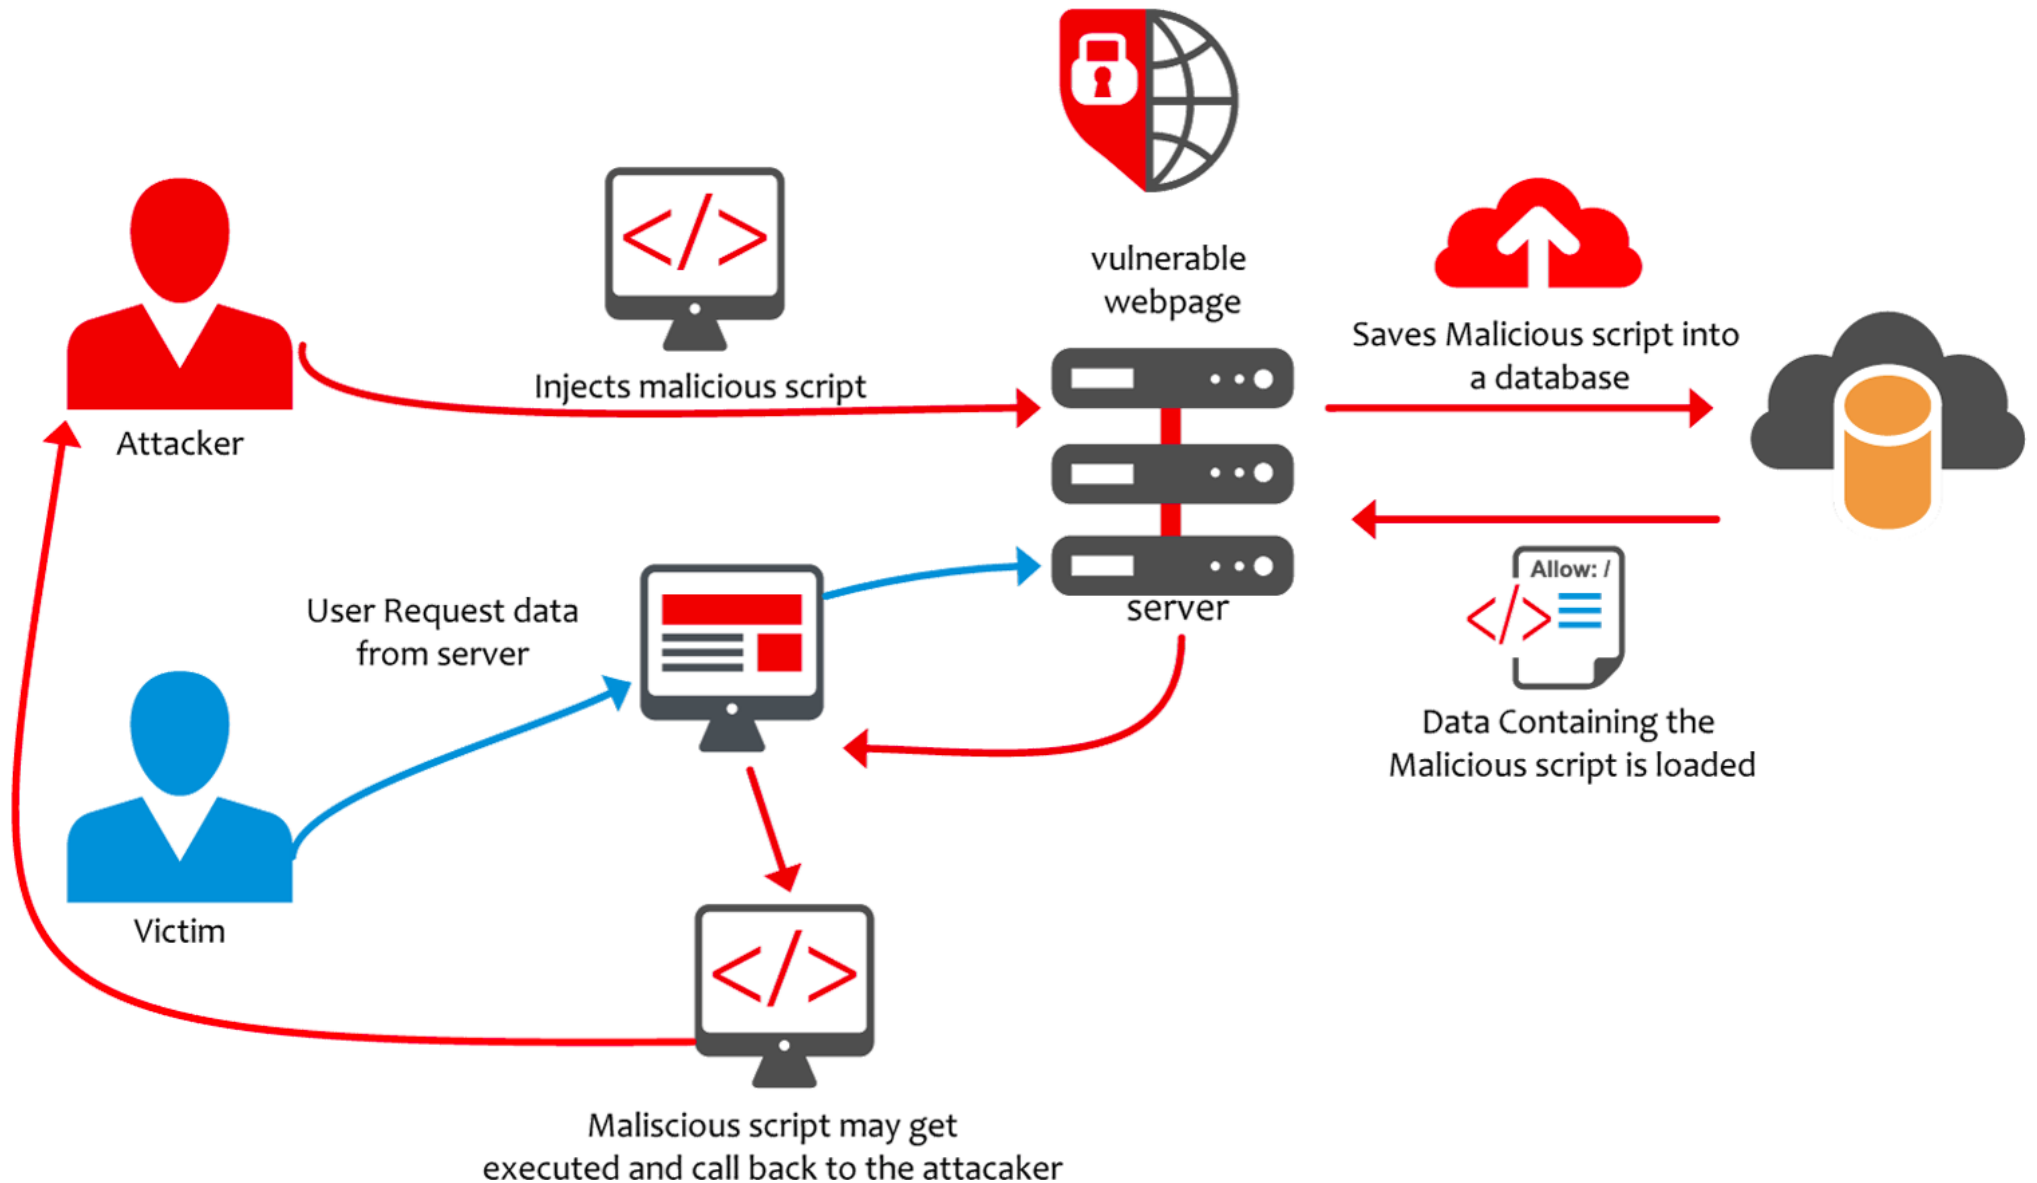 vulnerable
webpage
Saves Malicious script into
a database
Injects malicious script
Attacker
Allow: /
User Request data
from server
server
Data Containing the
Malicious script is loaded
Victim
Maliscious script may get
executed and call back to the attacaker